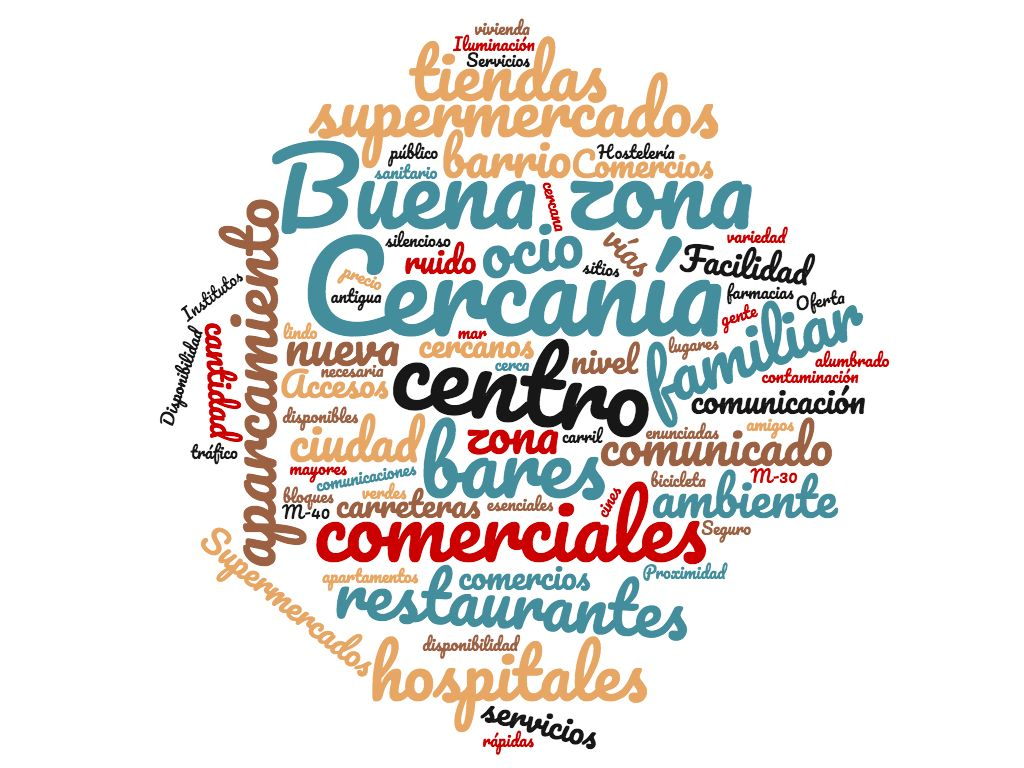 vivienda
Iluminación
Servicios
tiendas
supermercados
público
barrio
Hostelería
sanitario
Comercios
Buena zona
cercana
aparcamiento
silencioso
ruido
ocio
vías
variedad
sitios
Facilidad
precio
antigua
Cercanía
farmacias
Oferta
gente
Institutos
Disponibilidad
cantidad
tráfico
lindo
nueva
necesaria
mar
cercanos
cerca
nivel
lugares
familiar
alumbrado
contaminación
Accesos
centro
comunicación
disponibles
ciudad
zona
carril
enunciadas
amigos
comunicado
mayores
comunicaciones
bares
bicicleta
M-30
bloques
verdes
M-40
carreteras
esenciales
cines
ambiente
Seguro
comerciales
Supermercados
apartamentos
comercios
Proximidad
restaurantes
disponibilidad
hospitales
servicios
rápidas